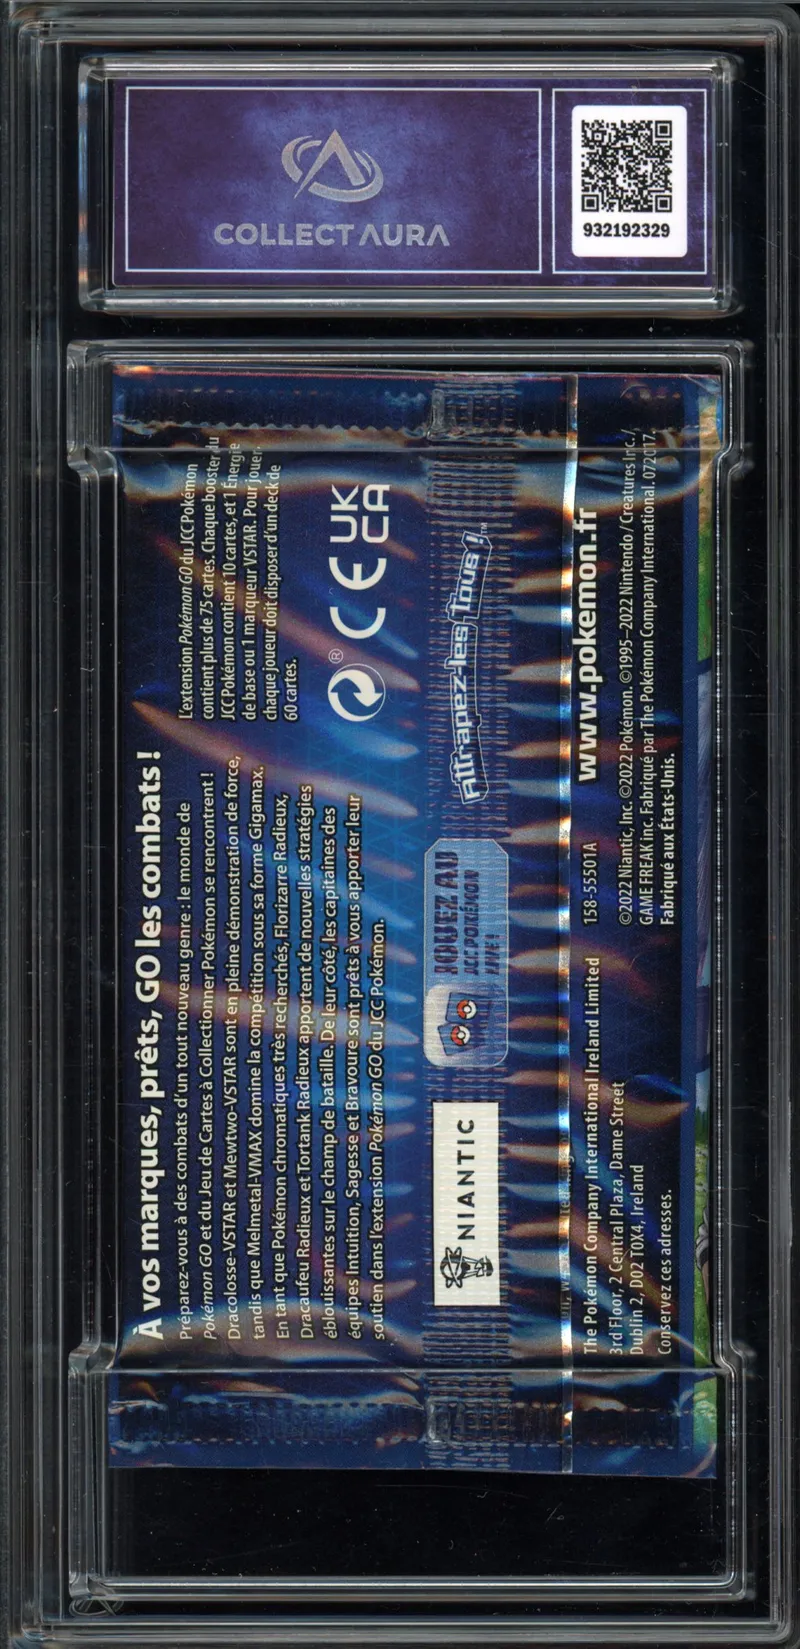 COLLECT AURA
932192329
À vos marques, prêts, GO les combats !
Préparez-vous à des combats d'un tout nouveau genre : le monde de
Pokémon GO et du Jeu de Cartes à Collectionner Pokémon se rencontrent !
Dracolosse-VSTAR et Mewtwo-VSTAR sont en pleine démonstration de force,
tandis que Melmetal-VMAX domine la compétition sous sa forme Gigamax.
En tant que Pokémon chromatiques très recherchés, Florizarre Radieux,
Dracaufeu Radieux et Tortank Radieux apportent de nouvelles stratégies
éblouissantes sur le champ de bataille. De leur côté, les capitaines des
équipes Intuition, Sagesse et Bravoure sont prêts à vous apporter leur
soutien dans l'extension Pokémon GO du JCC Pokémon.
L'extension Pokémon GO du JCC Pokémon
contient plus de 75 cartes. Chaque booster du
JCC Pokémon contient 10 cartes, et 1 Énergie
de base ou 1 marqueur VSTAR. Pour jouer,
chaque joueur doit disposer d'un deck de
60 cartes.
®
CE
UK
CA
NIANTIC
JOUEZ AU
JCC POKÉMON
LIVE !
Attrapez-les Tous !™
The Pokémon Company International Ireland Limited
3rd Floor, 2 Central Plaza, Dame Street
Dublin 2, D02 T0X4, Ireland
Conservez ces adresses.
158-55501A
www.pokemon.fr
©2022 Niantic, Inc. ©2022 Pokémon. ©1995–2022 Nintendo / Creatures Inc. /
GAME FREAK inc. Fabriqué par The Pokémon Company International. 072017.
Fabriqué aux États-Unis.